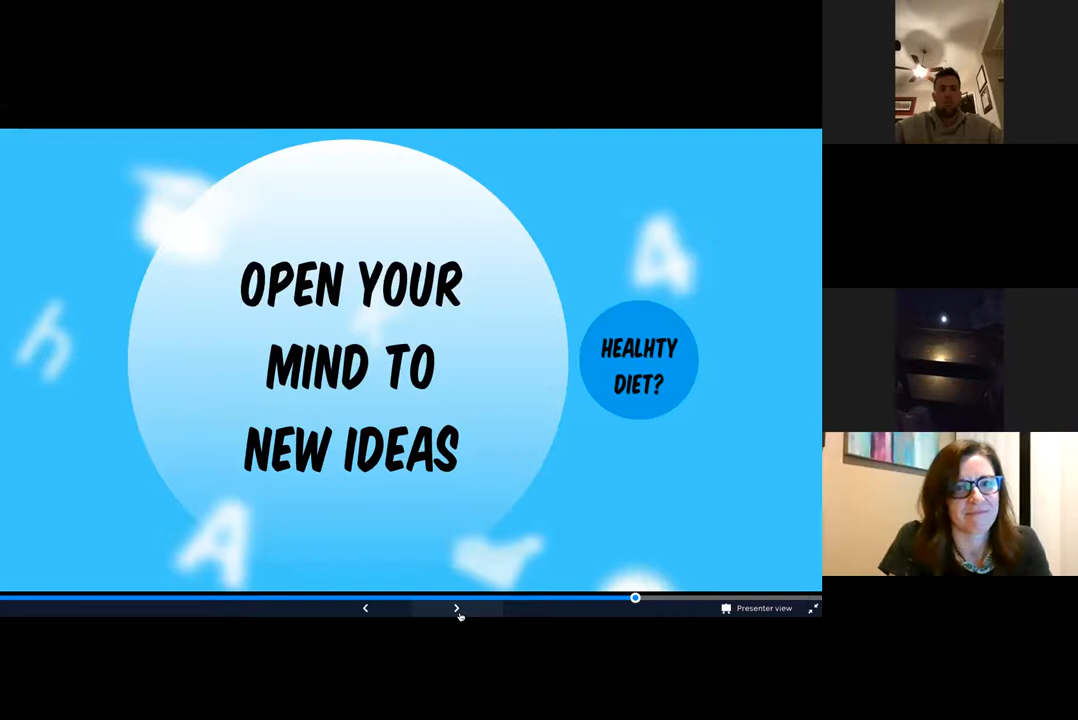 OPEN YOUR
MIND TO
NEW IDEAS
HEALHTY
DIET?
Presenter view